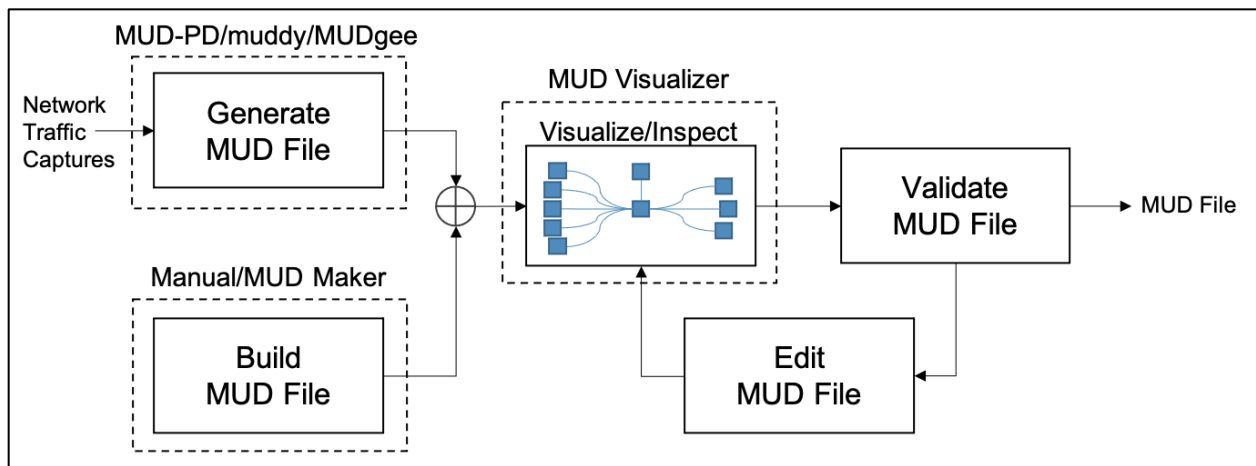 MUD-PD/muddy/MUDgee
Network
Traffic
Captures
Generate
MUD File
MUD Visualizer
Visualize/Inspect
Validate
MUD File
MUD File
Manual/MUD Maker
Build
MUD File
Edit
MUD File